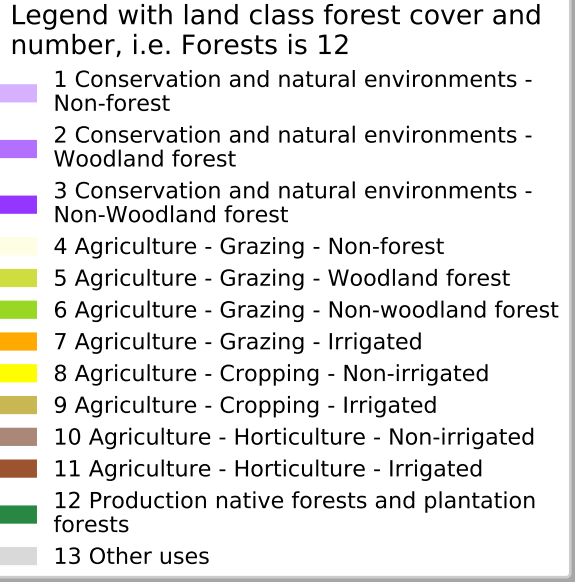 Legend with land class forest cover and
number, i.e. Forests is 12
1 Conservation and natural environments -
Non-forest
2 Conservation and natural environments -
Woodland forest
3 Conservation and natural environments -
Non-Woodland forest
4 Agriculture - Grazing - Non-forest
5 Agriculture - Grazing - Woodland forest
6 Agriculture - Grazing - Non-woodland forest
7 Agriculture - Grazing - Irrigated
8 Agriculture - Cropping - Non-irrigated
9 Agriculture - Cropping - Irrigated
10 Agriculture - Horticulture - Non-irrigated
11 Agriculture - Horticulture - Irrigated
12 Production native forests and plantation
forests
13 Other uses